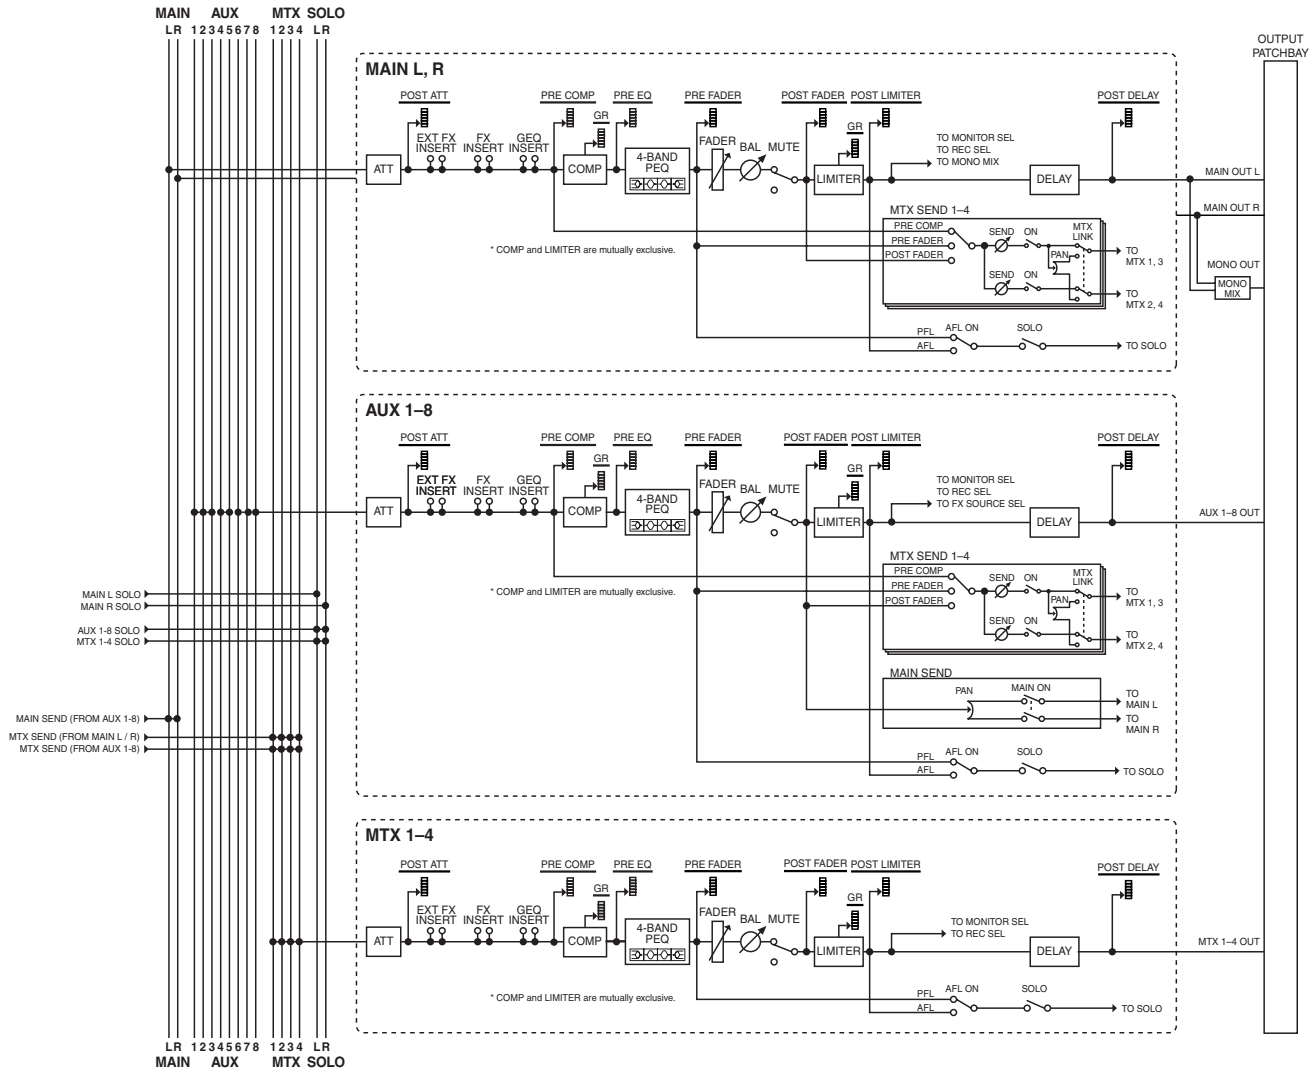 MAIN AUX MTX SOLO
L R 1 2 3 4 5 6 7 8 1 2 3 4 L R
OUTPUT
PATCHBAY
MAIN L, R
POST ATT PRE COMP PRE EQ PRE FADER POST FADER POST LIMITER POST DELAY
GR GR
EXT FX INSERT FX INSERT GEQ INSERT FADER BAL MUTE
TO MONITOR SEL
TO REC SEL
TO MONO MIX
ATT COMP 4-BAND PEQ LIMITER DELAY
MAIN OUT L
MAIN OUT R
MONO OUT
MONO MIX
MTX SEND 1–4
PRE COMP
PRE FADER
POST FADER
SEND ON MTX LINK
PAN
TO MTX 1, 3
SEND ON
TO MTX 2, 4
* COMP and LIMITER are mutually exclusive.
PFL AFL ON SOLO
AFL
TO SOLO
AUX 1–8
POST ATT PRE COMP PRE EQ PRE FADER POST FADER POST LIMITER POST DELAY
GR GR
EXT FX INSERT FX INSERT GEQ INSERT FADER BAL MUTE
TO MONITOR SEL
TO REC SEL
TO FX SOURCE SEL
ATT COMP 4-BAND PEQ LIMITER DELAY
AUX 1–8 OUT
MTX SEND 1–4
PRE COMP
PRE FADER
POST FADER
SEND ON MTX LINK
PAN
TO MTX 1, 3
SEND ON
TO MTX 2, 4
* COMP and LIMITER are mutually exclusive.
MAIN SEND
PAN MAIN ON
TO MAIN L
TO MAIN R
PFL AFL ON SOLO
AFL
TO SOLO
MAIN L SOLO
MAIN R SOLO
AUX 1-8 SOLO
MTX 1-4 SOLO
MAIN SEND (FROM AUX 1-8)
MTX SEND (FROM MAIN L / R)
MTX SEND (FROM AUX 1-8)
MTX 1–4
POST ATT PRE COMP PRE EQ PRE FADER POST FADER POST LIMITER POST DELAY
GR GR
EXT FX INSERT FX INSERT GEQ INSERT FADER BAL MUTE
TO MONITOR SEL
TO REC SEL
ATT COMP 4-BAND PEQ LIMITER DELAY
MTX 1–4 OUT
* COMP and LIMITER are mutually exclusive.
PFL AFL ON SOLO
AFL
TO SOLO
L R 1 2 3 4 5 6 7 8 1 2 3 4 L R
MAIN AUX MTX SOLO